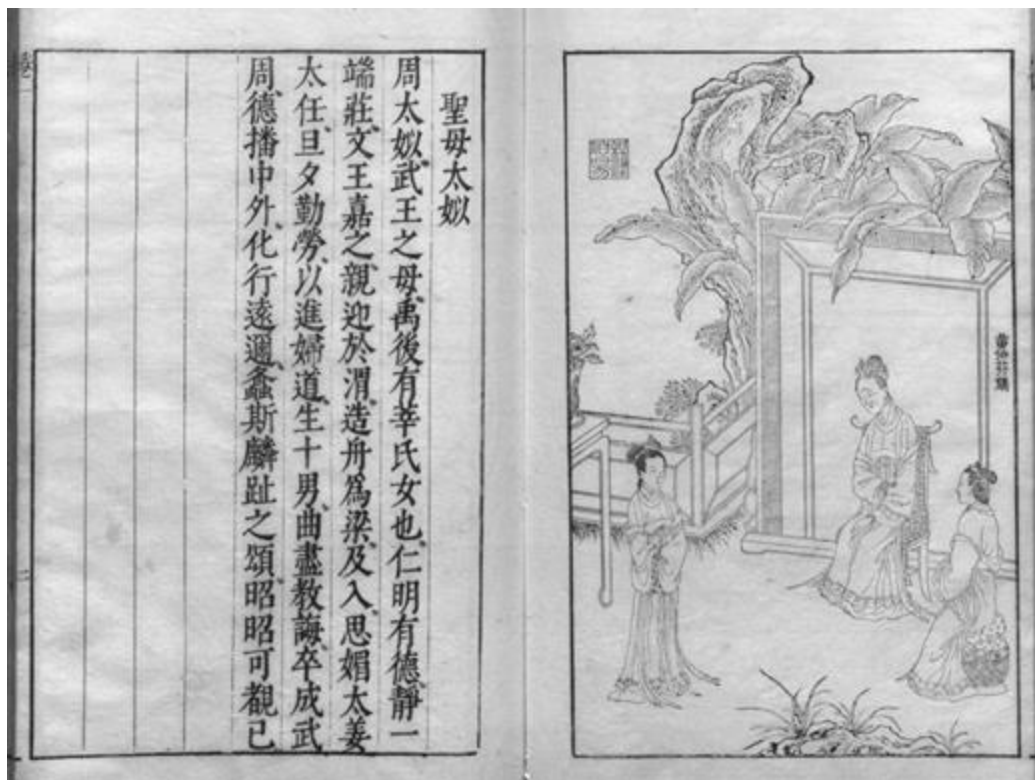 聖母太姒
周太姒、武王之母、禹後有莘氏女也、仁明有德、靜一
端莊、文王嘉之、親迎於渭、造舟爲梁、及入、思媚太姜
太任、旦夕勤勞、以進婦道、生十男、曲盡教誨、卒成武
周、德播中外、化行遠邇、螽斯麟趾之頌、昭昭可覩已